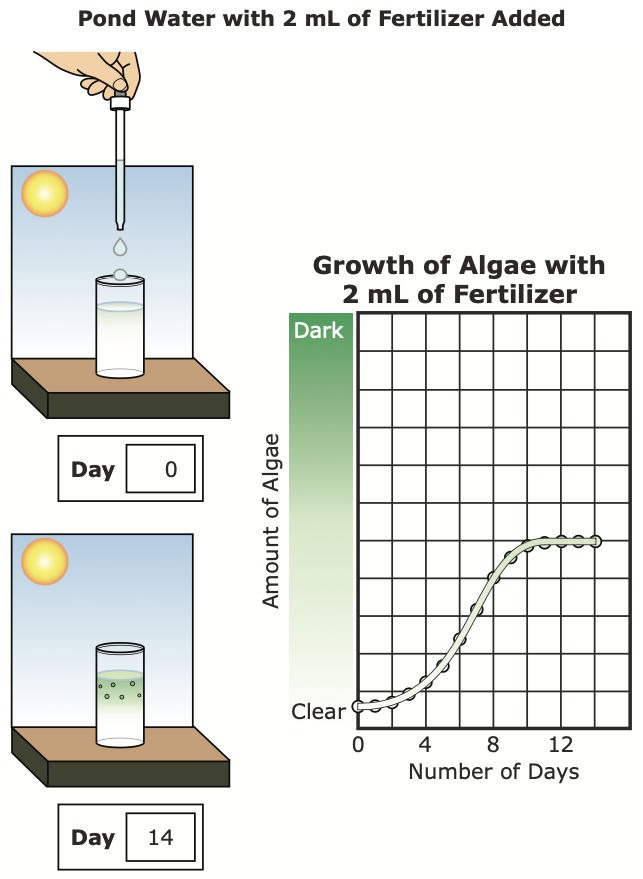 Pond Water with 2 mL of Fertilizer Added
Day 0
Day 14
Growth of Algae with
2 mL of Fertilizer
Dark
Amount of Algae
Clear
0 4 8 12
Number of Days